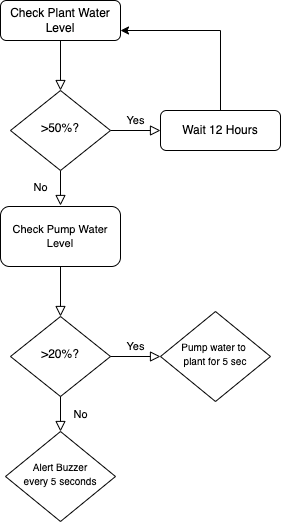 Check Plant Water
Level
>50%?
Yes
Wait 12 Hours
No
Check Pump Water
Level
>20%?
Yes
Pump water to
plant for 5 sec
No
Alert Buzzer
every 5 seconds